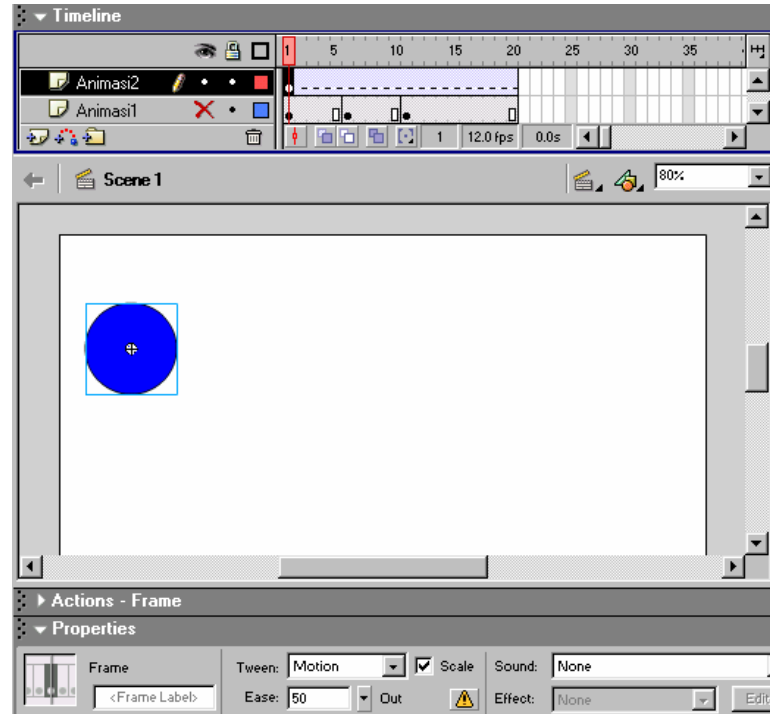 Timeline
1 5 10 15 20 25 30 35
Animasi2
Animasi1
1 12.0 fps 0.0s
Scene 1 80%
Actions - Frame
Properties
Frame Tween: Motion Scale Sound: None
<Frame Label> Ease: 50 Out Effect: None Edit